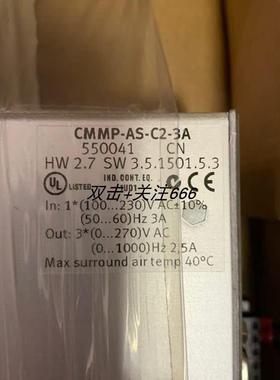 CMMP-AS-C2-3A
550041 CN
HW 2.7 SW 3.5.1501.5.3
UL LISTED IND. CONT. EQ.
双击+关注666
In: 1*(100...230)V AC±10%
(50...60)Hz 3A
Out: 3*(0...270)V AC
(0...1000)Hz 2,5A
Max surround air temp 40°C